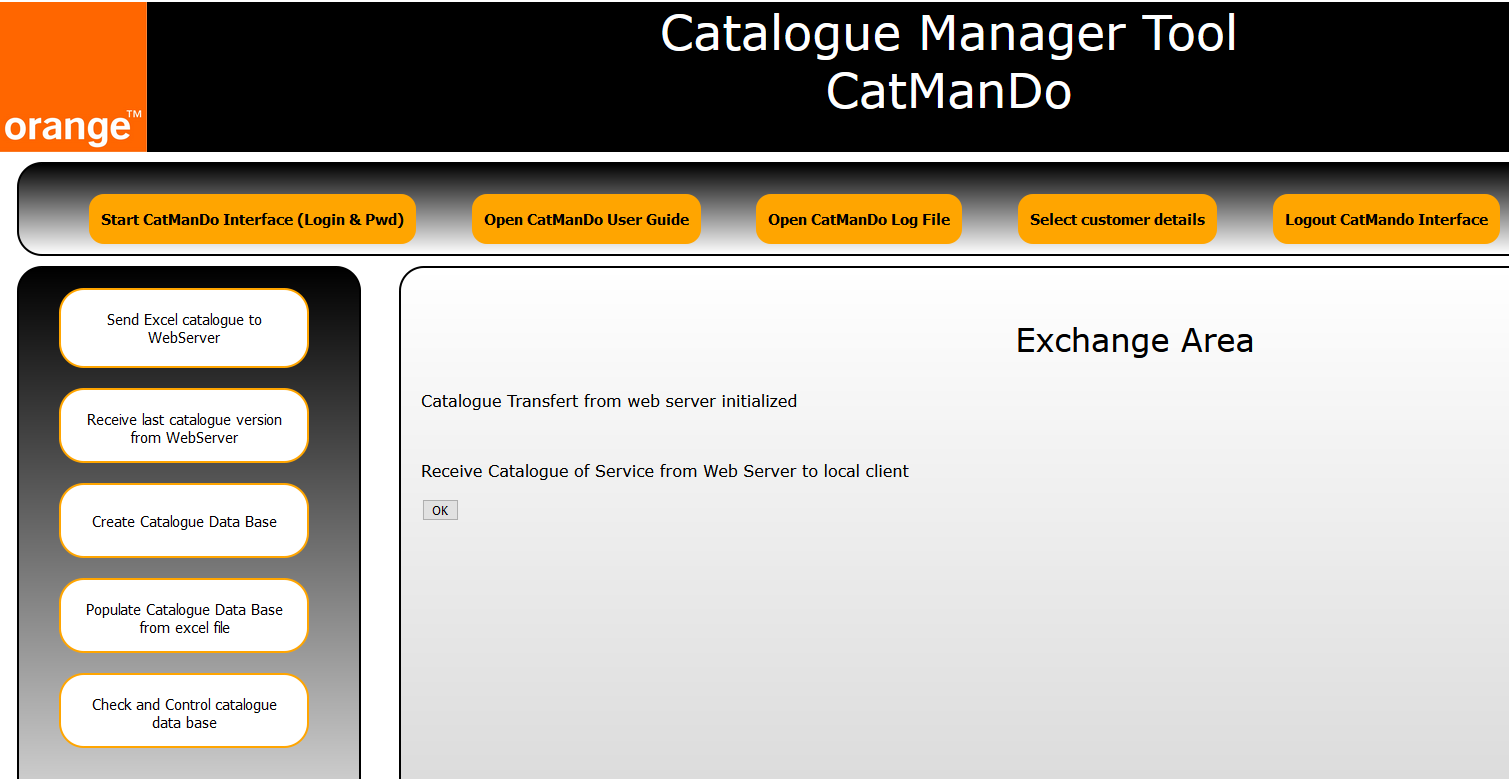 Catalogue Manager Tool
CatManDo
orange™
Start CatManDo Interface (Login & Pwd)
Open CatManDo User Guide
Open CatManDo Log File
Select customer details
Logout CatMando Interface
Send Excel catalogue to
WebServer
Receive last catalogue version
from WebServer
Create Catalogue Data Base
Populate Catalogue Data Base
from excel file
Check and Control catalogue
data base
Exchange Area
Catalogue Transfert from web server initialized
Receive Catalogue of Service from Web Server to local client
OK